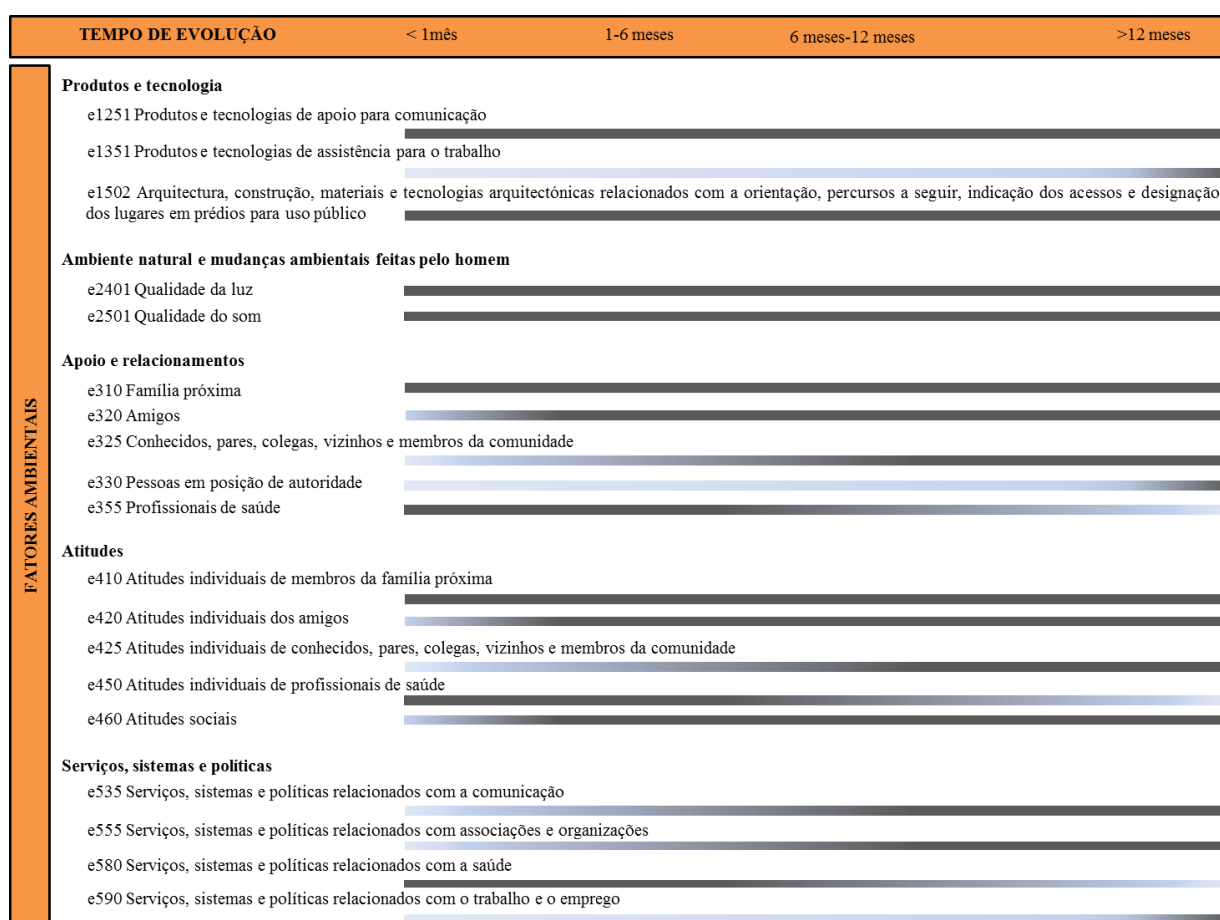 TEMPO DE EVOLUÇÃO < 1mês 1-6 meses 6 meses-12 meses >12 meses
FATORES AMBIENTAIS
Produtos e tecnologia
e1251 Produtos e tecnologias de apoio para comunicação
e1351 Produtos e tecnologias de assistência para o trabalho
e1502 Arquitectura, construção, materiais e tecnologias arquitectónicas relacionados com a orientação, percursos a seguir, indicação dos acessos e designação
dos lugares em prédios para uso público
Ambiente natural e mudanças ambientais feitas pelo homem
e2401 Qualidade da luz
e2501 Qualidade do som
Apoio e relacionamentos
e310 Família próxima
e320 Amigos
e325 Conhecidos, pares, colegas, vizinhos e membros da comunidade
e330 Pessoas em posição de autoridade
e355 Profissionais de saúde
Atitudes
e410 Atitudes individuais de membros da família próxima
e420 Atitudes individuais dos amigos
e425 Atitudes individuais de conhecidos, pares, colegas, vizinhos e membros da comunidade
e450 Atitudes individuais de profissionais de saúde
e460 Atitudes sociais
Serviços, sistemas e políticas
e535 Serviços, sistemas e políticas relacionados com a comunicação
e555 Serviços, sistemas e políticas relacionados com associações e organizações
e580 Serviços, sistemas e políticas relacionados com a saúde
e590 Serviços, sistemas e políticas relacionados com o trabalho e o emprego